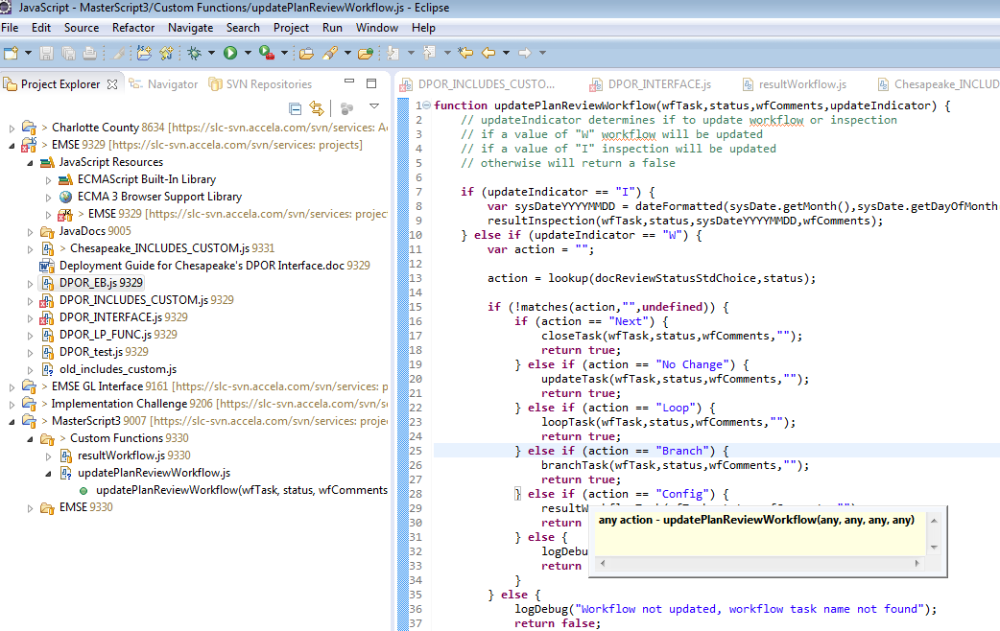 JavaScript - MasterScript3/Custom Functions/updatePlanReviewWorkflow.js - Eclipse
File Edit Source Refactor Navigate Search Project Run Window Help
Project Explorer Navigator SVN Repositories
DPOR_INCLUDES_CUSTO... DPOR_INTERFACE.js resultWorkflow.js Chesapeake_INCLUD
> Charlotte County 8634 [https://slc-svn.accela.com/svn/services: Ac
> EMSE 9329 [https://slc-svn.accela.com/svn/services: projects]
JavaScript Resources
ECMAScript Built-In Library
ECMA 3 Browser Support Library
> EMSE 9329 [https://slc-svn.accela.com/svn/services: projec
JavaDocs 9005
> Chesapeake_INCLUDES_CUSTOM.js 9331
Deployment Guide for Chesapeake's DPOR Interface.doc 9329
DPOR_EB.js 9329
DPOR_INCLUDES_CUSTOM.js 9329
DPOR_INTERFACE.js 9329
DPOR_LP_FUNC.js 9329
DPOR_test.js 9329
old_includes_custom.js
> EMSE GL Interface 9161 [https://slc-svn.accela.com/svn/services: p
> Implementation Challenge 9206 [https://slc-svn.accela.com/svn/
> MasterScript3 9007 [https://slc-svn.accela.com/svn/services: proje
> Custom Functions 9330
resultWorkflow.js 9330
updatePlanReviewWorkflow.js
updatePlanReviewWorkflow(wfTask, status, wfComments
EMSE 9330
1 function updatePlanReviewWorkflow(wfTask,status,wfComments,updateIndicator) {
2 // updateIndicator determines if to update workflow or inspection
3 // if a value of "W" workflow will be updated
4 // if a value of "I" inspection will be updated
5 // otherwise will return a false
6
7 if (updateIndicator == "I") {
8 var sysDateYYYYMMDD = dateFormatted(sysDate.getMonth(),sysDate.getDayOfMonth
9 resultInspection(wfTask,status,sysDateYYYYMMDD,wfComments);
10 } else if (updateIndicator == "W") {
11 var action = "";
12
13 action = lookup(docReviewStatusStdChoice,status);
14
15 if (!matches(action,"",undefined)) {
16 if (action == "Next") {
17 closeTask(wfTask,status,wfComments,"");
18 return true;
19 } else if (action == "No Change") {
20 updateTask(wfTask,status,wfComments,"");
21 return true;
22 } else if (action == "Loop") {
23 loopTask(wfTask,status,wfComments,"");
24 return true;
25 } else if (action == "Branch") {
26 branchTask(wfTask,status,wfComments,"");
27 return true;
28 } else if (action == "Config") {
29
30 return
31 } else {
32 logDebu
33 return
34 }
35 } else {
36 logDebug("Workflow not updated, workflow task name not found");
37 return false;
any action - updatePlanReviewWorkflow(any, any, any, any)